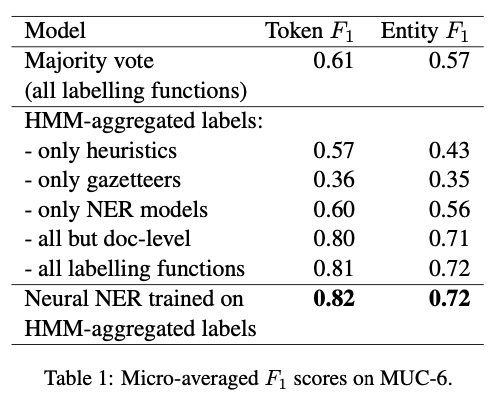 Model Token F1 Entity F1
Majority vote 0.61 0.57
(all labelling functions)
HMM-aggregated labels:
- only heuristics 0.57 0.43
- only gazetteers 0.36 0.35
- only NER models 0.60 0.56
- all but doc-level 0.80 0.71
- all labelling functions 0.81 0.72
Neural NER trained on 0.82 0.72
HMM-aggregated labels
Table 1: Micro-averaged F1 scores on MUC-6.